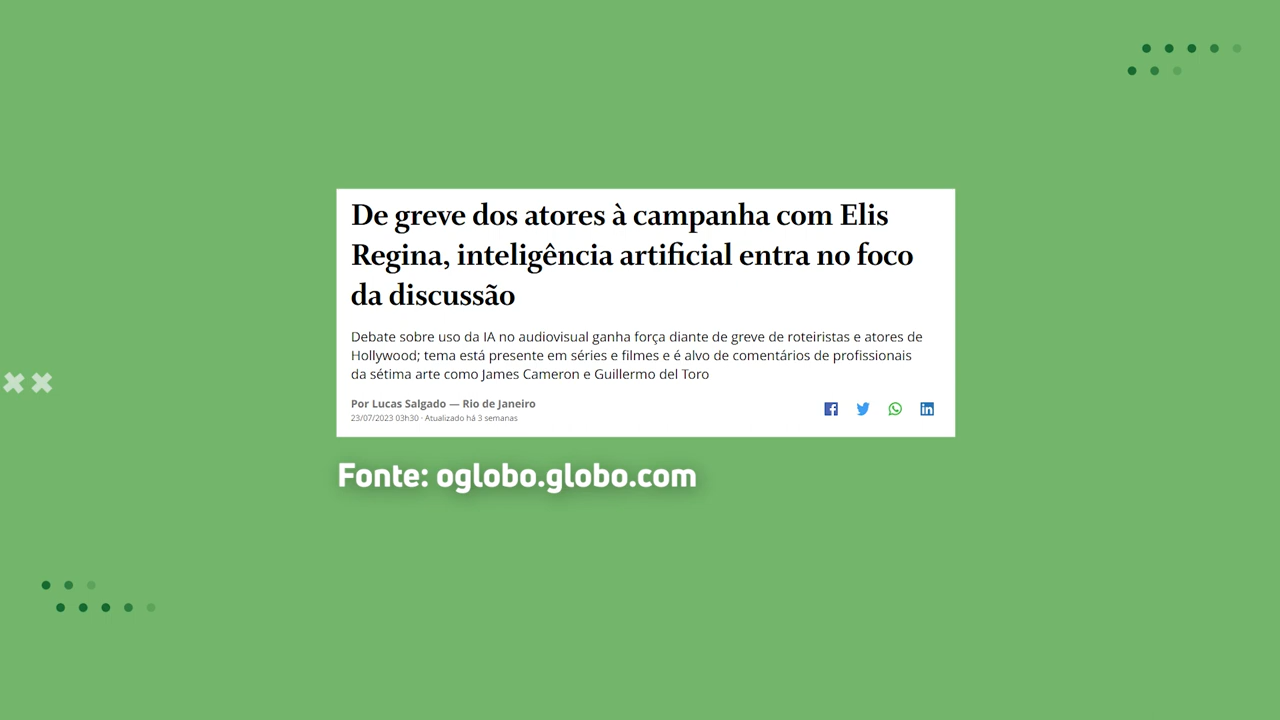 De greve dos atores à campanha com Elis
Regina, inteligência artificial entra no foco
da discussão
Debate sobre uso da IA no audiovisual ganha força diante de greve de roteiristas e atores de
Hollywood; tema está presente em séries e filmes e é alvo de comentários de profissionais
da sétima arte como James Cameron e Guillermo del Toro
Por Lucas Salgado — Rio de Janeiro
23/07/2023 03h30 · Atualizado há 3 semanas
Fonte: oglobo.globo.com